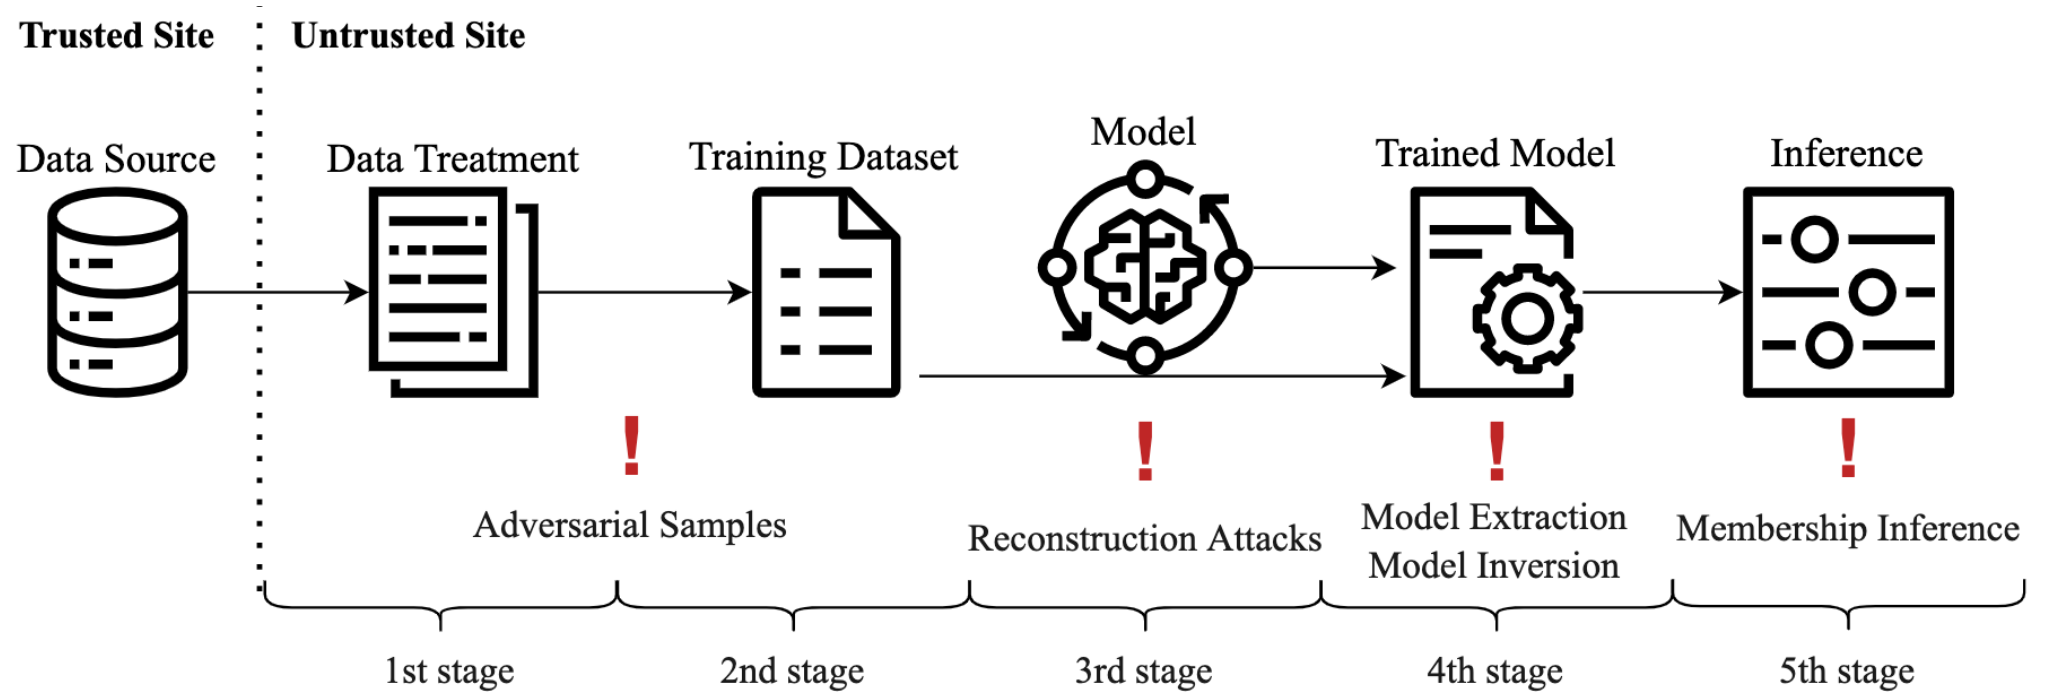 Trusted Site
Untrusted Site
Data Source
Data Treatment
Training Dataset
Model
Trained Model
Inference
!
!
!
!
Adversarial Samples
Reconstruction Attacks
Model Extraction
Model Inversion
Membership Inference
1st stage
2nd stage
3rd stage
4th stage
5th stage